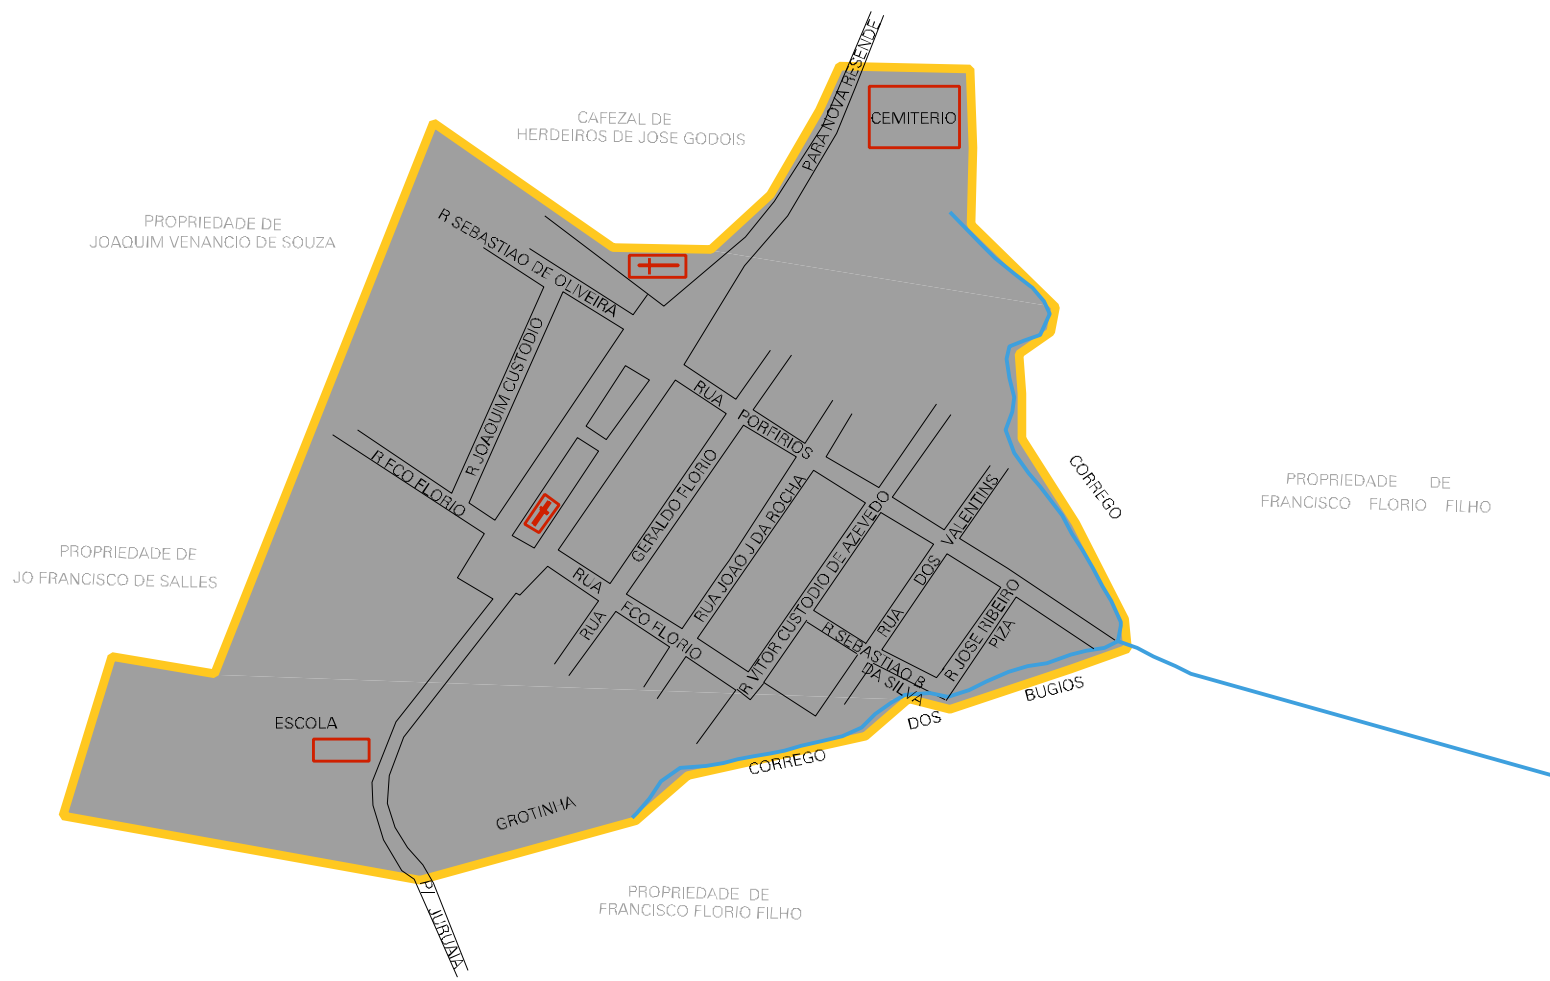 PARA NOVA RESENDE
CEMITERIO
CAFEZAL DE
HERDEIROS DE JOSE GODOIS
PROPRIEDADE DE
JOAQUIM VENANCIO DE SOUZA
R SEBASTIAO DE OLIVEIRA
R JOAQUIM CUSTODIO
R FCO FLORIO
RUA PORFIRIOS
GERALDO FLORIO
RUA JOAO J DA ROCHA
R VITOR CUSTODIO DE AZEVEDO
RUA DOS VALENTINS
CORREGO
PROPRIEDADE DE
FRANCISCO FLORIO FILHO
PROPRIEDADE DE
JO FRANCISCO DE SALLES
RUA FCO FLORIO
RUA
R SEBASTIAO B
DA SILVA
R JOSE RIBEIRO
PIZA
ESCOLA
GROTINHA
CORREGO DOS BUGIOS
PROPRIEDADE DE
FRANCISCO FLORIO FILHO
P/ JURUAIA